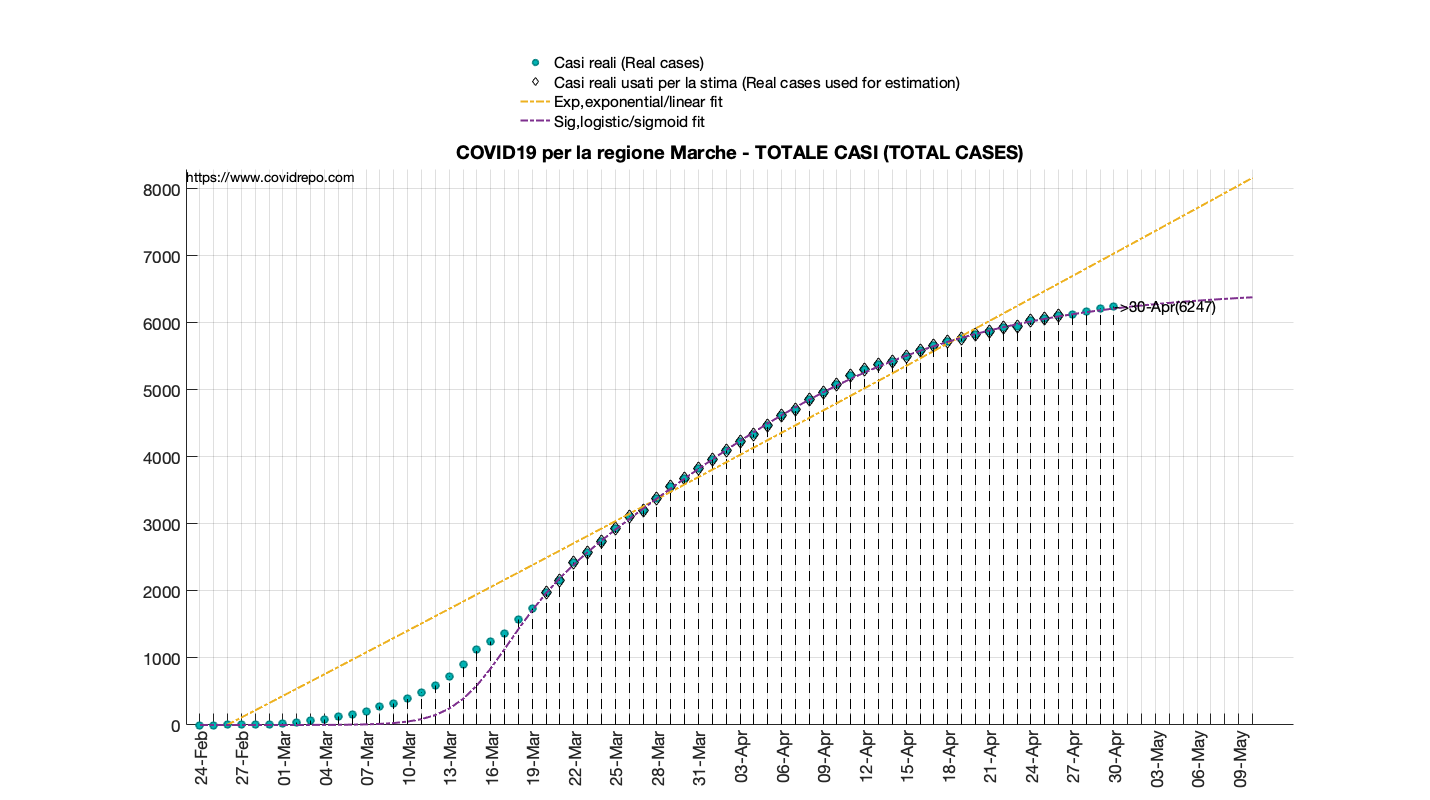 Casi reali (Real cases)
Casi reali usati per la stima (Real cases used for estimation)
Exp,exponential/linear fit
Sig,logistic/sigmoid fit
COVID19 per la regione Marche - TOTALE CASI (TOTAL CASES)
https://www.covidrepo.com
8000
7000
6000
5000
4000
3000
2000
1000
0
->30-Apr(6247)
24-Feb
27-Feb
01-Mar
04-Mar
07-Mar
10-Mar
13-Mar
16-Mar
19-Mar
22-Mar
25-Mar
28-Mar
31-Mar
03-Apr
06-Apr
09-Apr
12-Apr
15-Apr
18-Apr
21-Apr
24-Apr
27-Apr
30-Apr
03-May
06-May
09-May